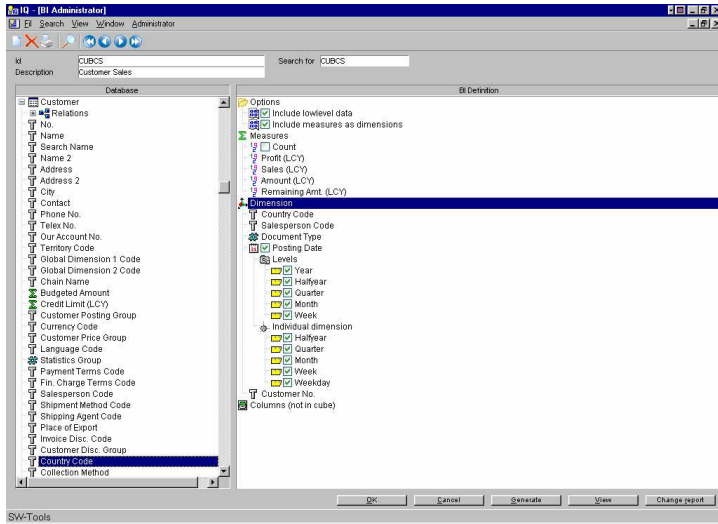 IQ - [BI Administrator]
Fil Search View Window Administrator
Id CUBCS Search for CUBCS
Description Customer Sales
Database
Customer
Relations
No.
Name
Search Name
Name 2
Address
Address 2
City
Contact
Phone No.
Telex No.
Our Account No.
Territory Code
Global Dimension 1 Code
Global Dimension 2 Code
Chain Name
Budgeted Amount
Credit Limit (LCY)
Customer Posting Group
Currency Code
Customer Price Group
Language Code
Statistics Group
Payment Terms Code
Fin. Charge Terms Code
Salesperson Code
Shipment Method Code
Shipping Agent Code
Place of Export
Invoice Disc. Code
Customer Disc. Group
Country Code
Collection Method
BI Definition
Options
Include lowlevel data
Include measures as dimensions
Measures
Count
Profit (LCY)
Sales (LCY)
Amount (LCY)
Remaining Amt. (LCY)
Dimension
Country Code
Salesperson Code
Document Type
Posting Date
Levels
Year
Halfyear
Quarter
Month
Week
Individual dimension
Halfyear
Quarter
Month
Week
Weekday
Customer No.
Columns (not in cube)
OK Cancel Generate View Change report
SW-Tools